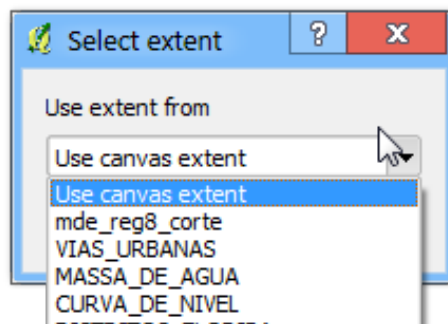 Select extent
?
X
Use extent from
Use canvas extent
Use canvas extent
mde_reg8_corte
VIAS_URBANAS
MASSA_DE_AGUA
CURVA_DE_NIVEL